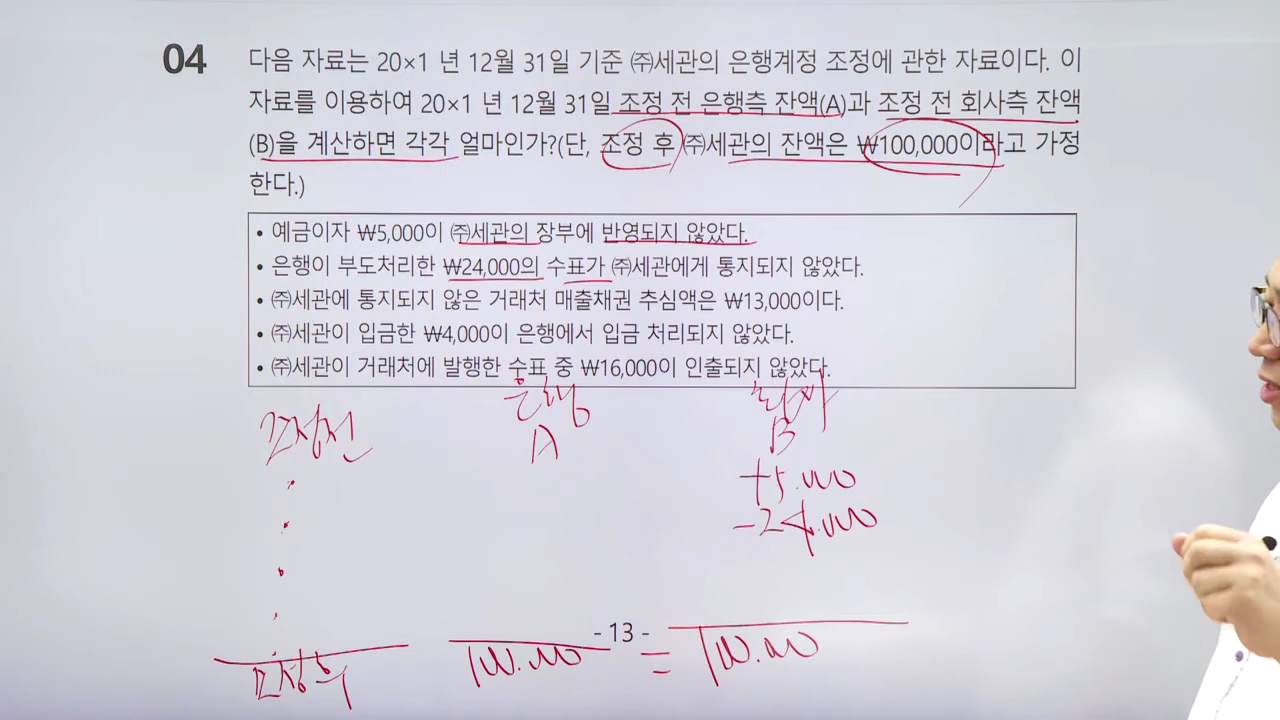 04
다음 자료는 20×1 년 12월 31일 기준 ㈜세관의 은행계정 조정에 관한 자료이다. 이
자료를 이용하여 20×1 년 12월 31일 조정 전 은행측 잔액(A)과 조정 전 회사측 잔액
(B)을 계산하면 각각 얼마인가?(단, 조정 후 ㈜세관의 잔액은 ₩100,000이라고 가정
한다.)
• 예금이자 ₩5,000이 ㈜세관의 장부에 반영되지 않았다.
• 은행이 부도처리한 ₩24,000의 수표가 ㈜세관에게 통지되지 않았다.
• ㈜세관에 통지되지 않은 거래처 매출채권 추심액은 ₩13,000이다.
• ㈜세관이 입금한 ₩4,000이 은행에서 입금 처리되지 않았다.
• ㈜세관이 거래처에 발행한 수표 중 ₩16,000이 인출되지 않았다.
조정전 은행 회사
A B
+5.000
-24.000
- 13 -
조정후 100.000 = 100.000